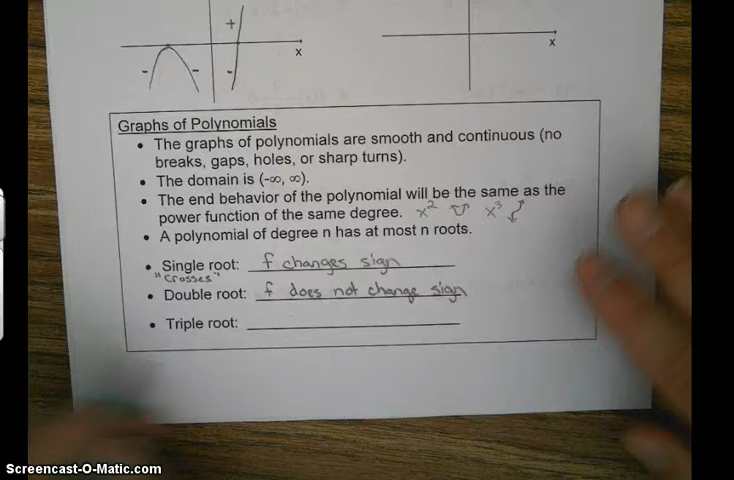 +
x
x
-
-
-
Graphs of Polynomials
• The graphs of polynomials are smooth and continuous (no
breaks, gaps, holes, or sharp turns).
• The domain is (-∞, ∞).
• The end behavior of the polynomial will be the same as the
power function of the same degree. x² x³
• A polynomial of degree n has at most n roots.
• Single root: f changes sign
"crosses"
• Double root: f does not change sign
• Triple root:
Screencast-O-Matic.com